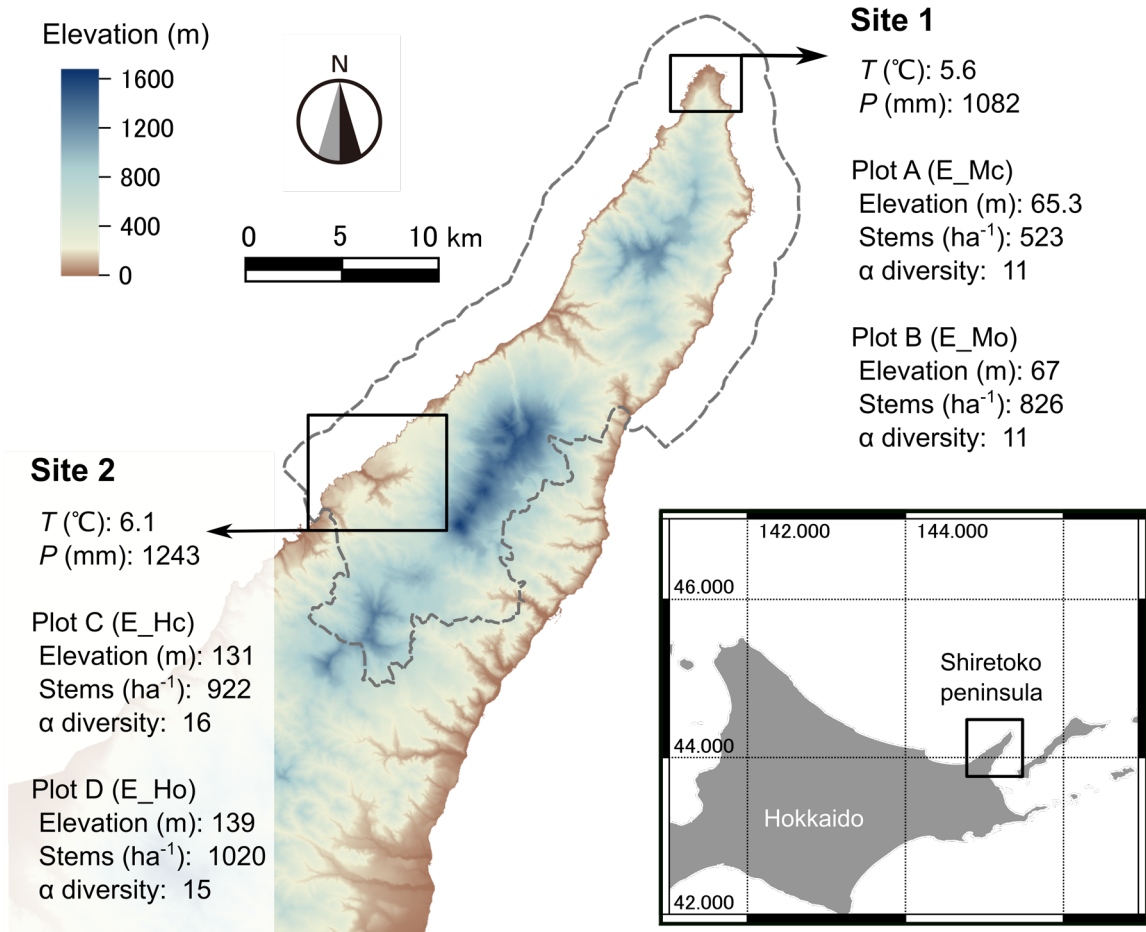 Elevation (m)
1600
1200
800
400
0
N
0 5 10 km
Site 1
T (℃): 5.6
P (mm): 1082
Plot A (E_Mc)
Elevation (m): 65.3
Stems (ha⁻¹): 523
α diversity: 11
Plot B (E_Mo)
Elevation (m): 67
Stems (ha⁻¹): 826
α diversity: 11
Site 2
T (℃): 6.1
P (mm): 1243
Plot C (E_Hc)
Elevation (m): 131
Stems (ha⁻¹): 922
α diversity: 16
Plot D (E_Ho)
Elevation (m): 139
Stems (ha⁻¹): 1020
α diversity: 15
142.000 144.000
46.000
Shiretoko
peninsula
44.000
Hokkaido
42.000